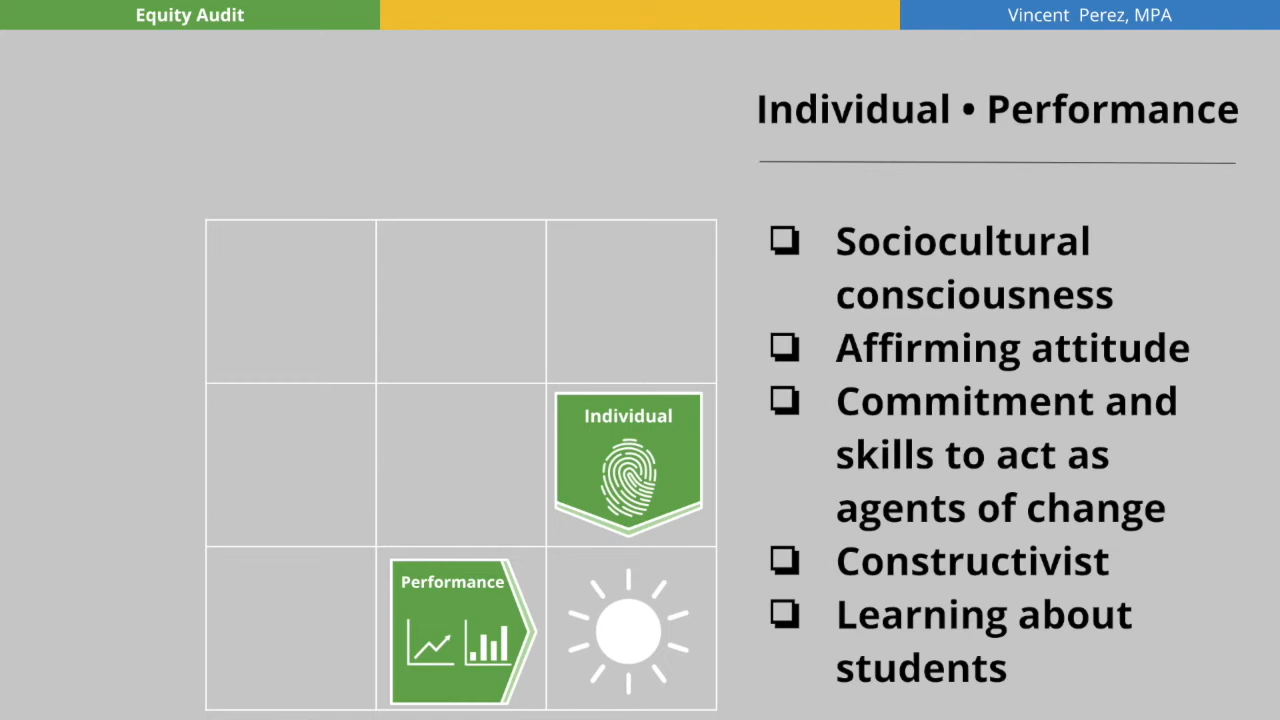 Equity Audit
Vincent Perez, MPA
Individual • Performance
Sociocultural
consciousness
Affirming attitude
Commitment and
skills to act as
agents of change
Constructivist
Learning about
students
Individual
Performance